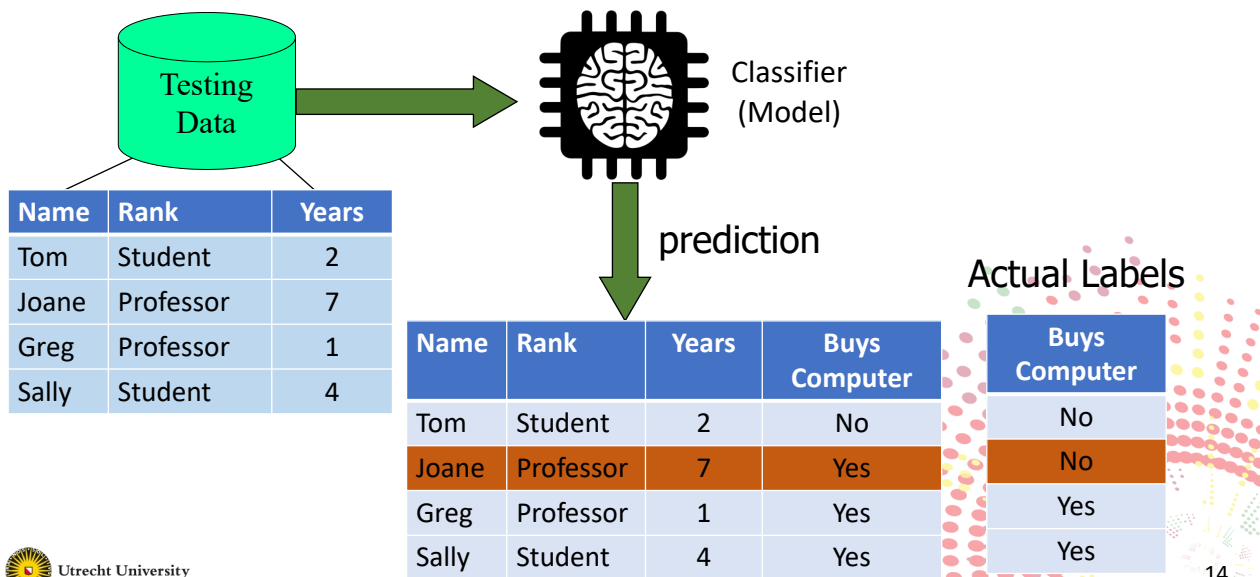 Testing
Data
Classifier
(Model)
Name Rank Years
Tom Student 2
Joane Professor 7
Greg Professor 1
Sally Student 4
prediction
Name Rank Years Buys
Computer
Tom Student 2 No
Joane Professor 7 Yes
Greg Professor 1 Yes
Sally Student 4 Yes
Actual Labels
Buys
Computer
No
No
Yes
Yes
Utrecht University
14